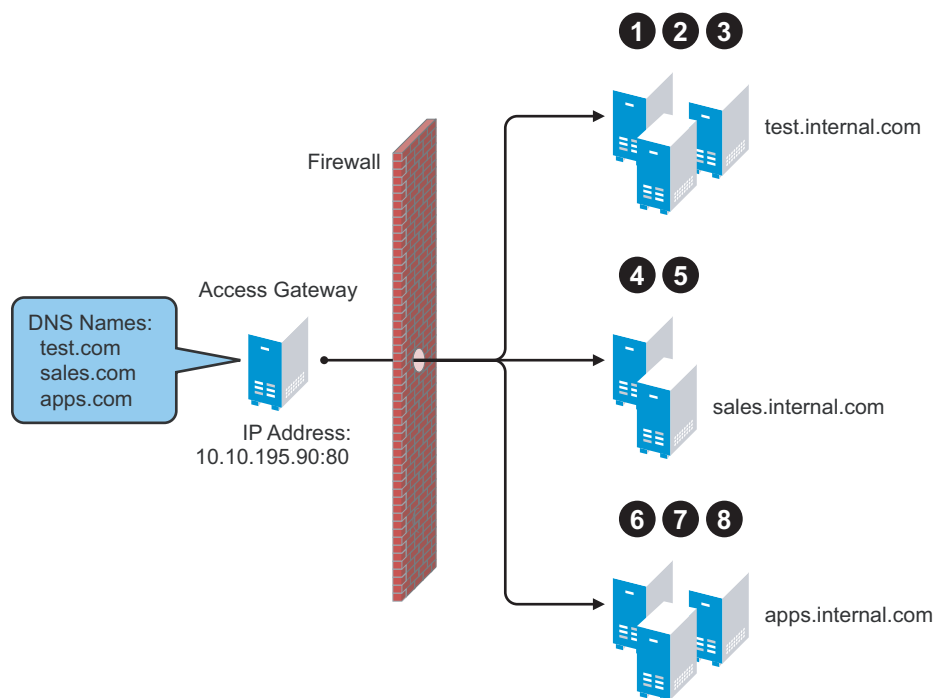 1 2 3
test.internal.com
Firewall
4 5
Access Gateway
DNS Names:
test.com
sales.com
apps.com
sales.internal.com
IP Address:
10.10.195.90:80
6 7 8
apps.internal.com